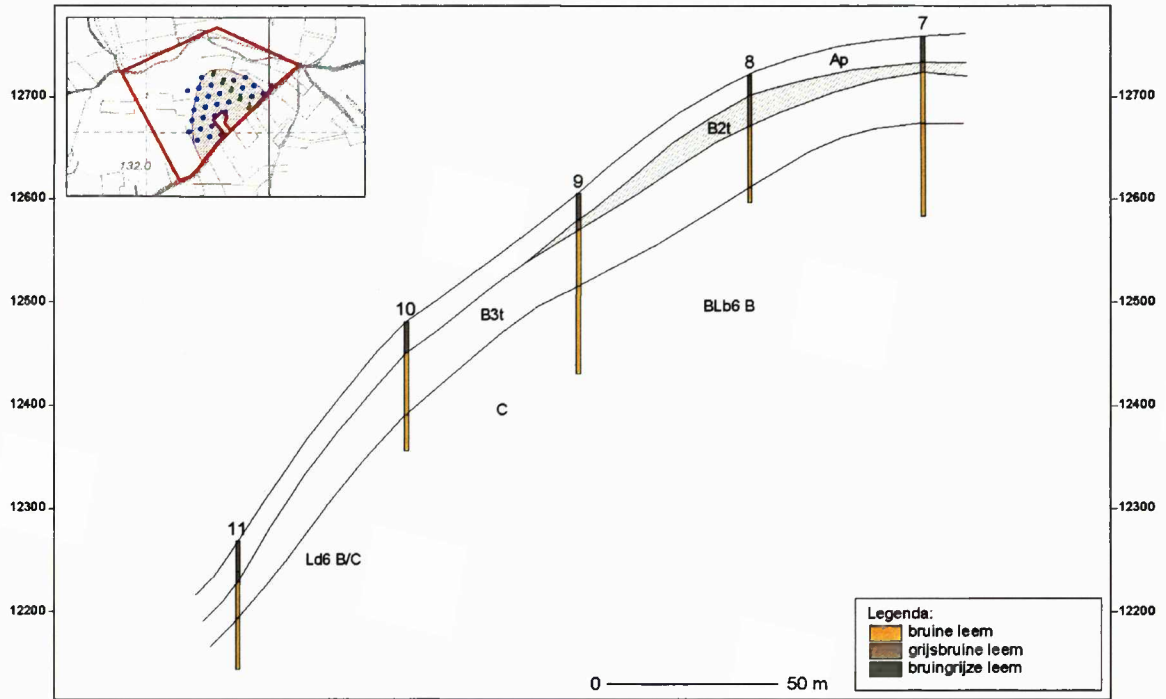 132.0
7
8
Ap
12700
12700
B2t
9
12600
12600
10
B3t
BLb6 B
12500
12500
C
12400
12400
11
Ld6 B/C
12300
12300
12200
12200
Legenda:
bruine leem
grijsbruine leem
bruingrijze leem
0 50 m